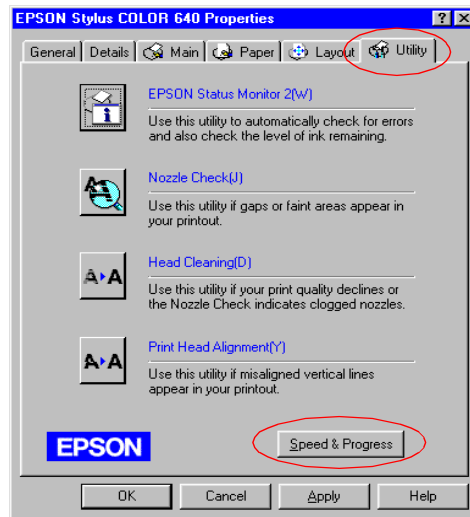 EPSON Stylus COLOR 640 Properties
General Details Main Paper Layout Utility
EPSON Status Monitor 2(W)
Use this utility to automatically check for errors
and also check the level of ink remaining.
Nozzle Check(J)
Use this utility if gaps or faint areas appear in
your printout.
Head Cleaning(D)
Use this utility if your print quality declines or
the Nozzle Check indicates clogged nozzles.
Print Head Alignment(Y)
Use this utility if misaligned vertical lines
appear in your printout.
EPSON
Speed & Progress
OK Cancel Apply Help